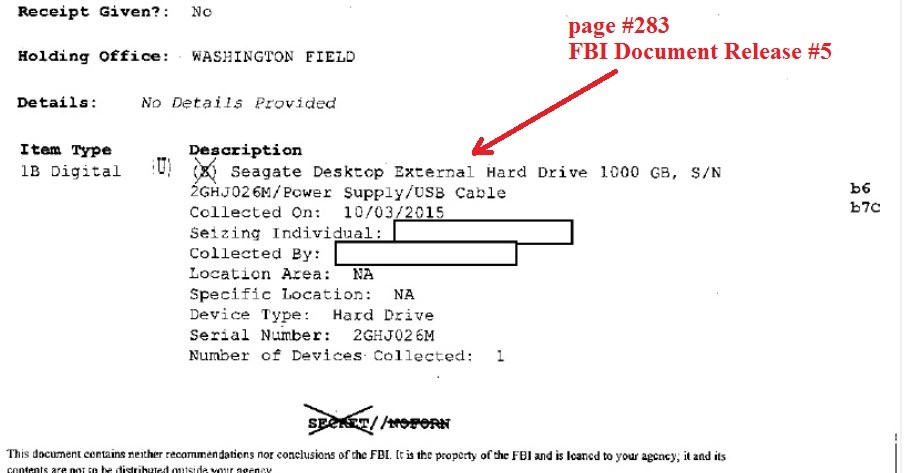 Receipt Given?: No
page #283
FBI Document Release #5
Holding Office: WASHINGTON FIELD
Details: No Details Provided
Item Type Description
1B Digital (U) (S) Seagate Desktop External Hard Drive 1000 GB, S/N
2GHJ026M/Power Supply/USB Cable b6
Collected On: 10/03/2015 b7C
Seizing Individual:
Collected By:
Location Area: NA
Specific Location: NA
Device Type: Hard Drive
Serial Number: 2GHJ026M
Number of Devices Collected: 1
SECRET//NOFORN
This document contains neither recommendations nor conclusions of the FBI. It is the property of the FBI and is loaned to your agency; it and its
contents are not to be distributed outside your agency